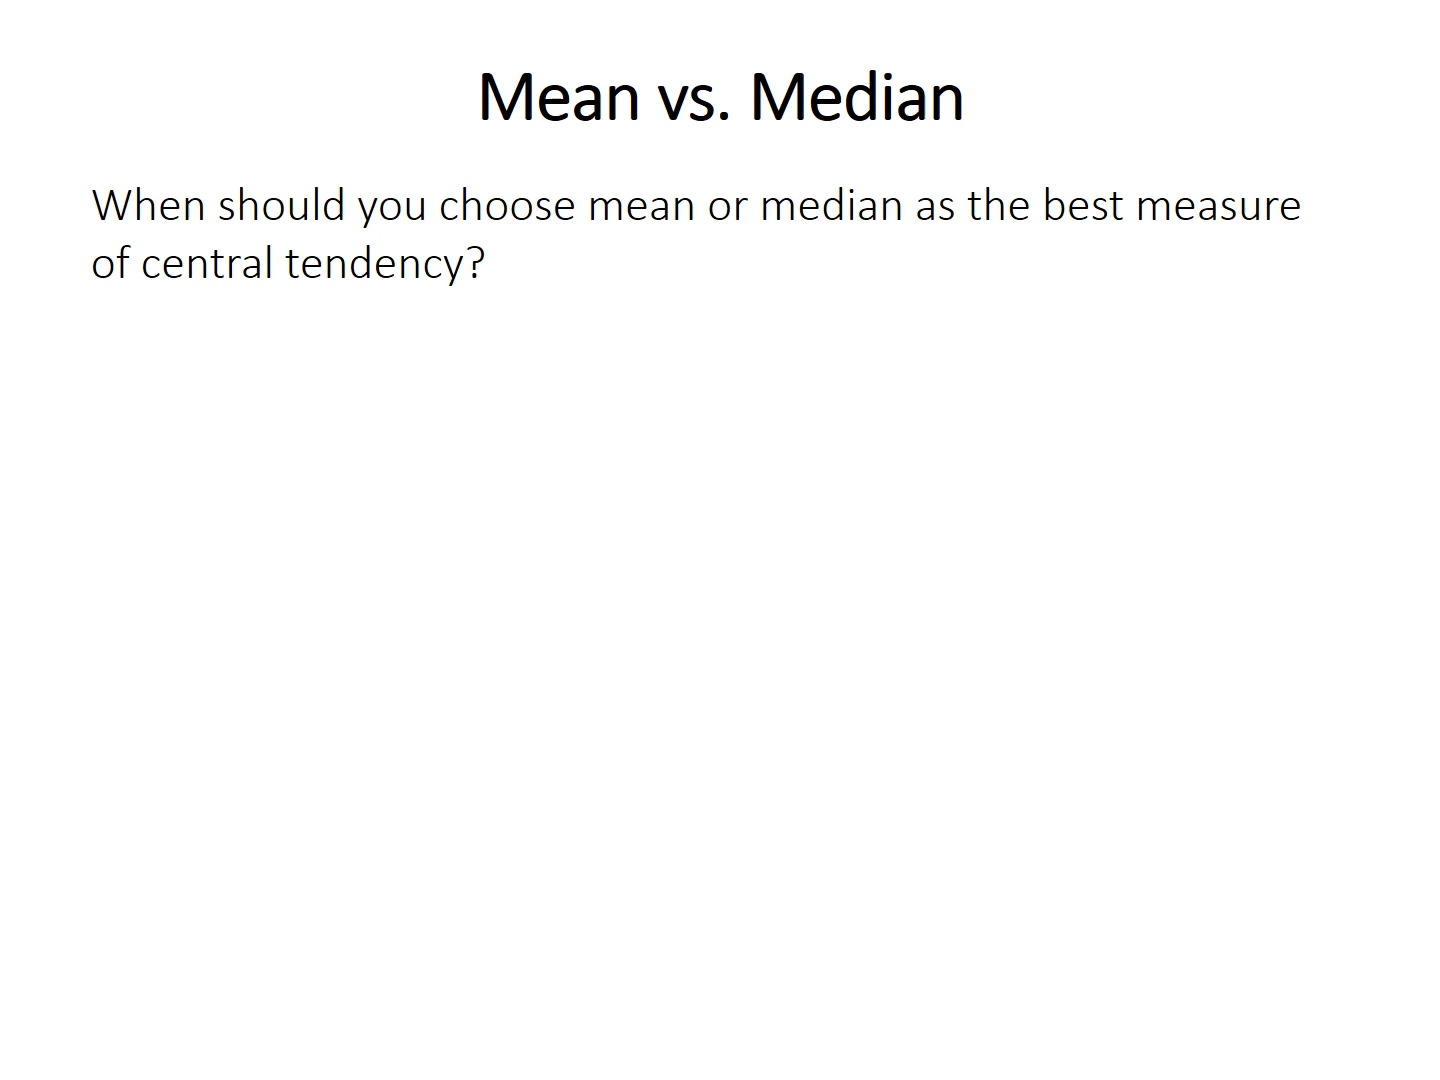 Mean vs. Median
When should you choose mean or median as the best measure
of central tendency?